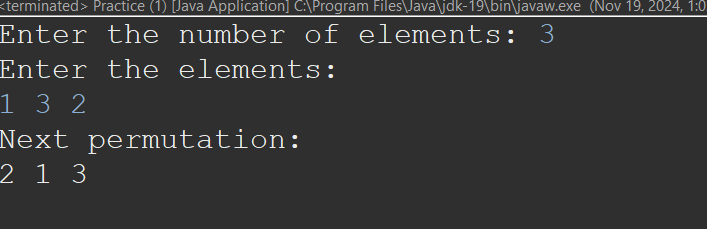 <terminated> Practice (1) [Java Application] C:\Program Files\Java\jdk-19\bin\javaw.exe (Nov 19, 2024, 1:0
Enter the number of elements: 3
Enter the elements:
1 3 2
Next permutation:
2 1 3